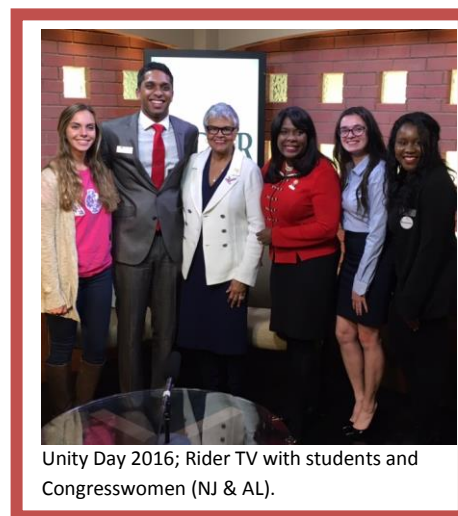 Unity Day 2016; Rider TV with students and
Congresswomen (NJ & AL).